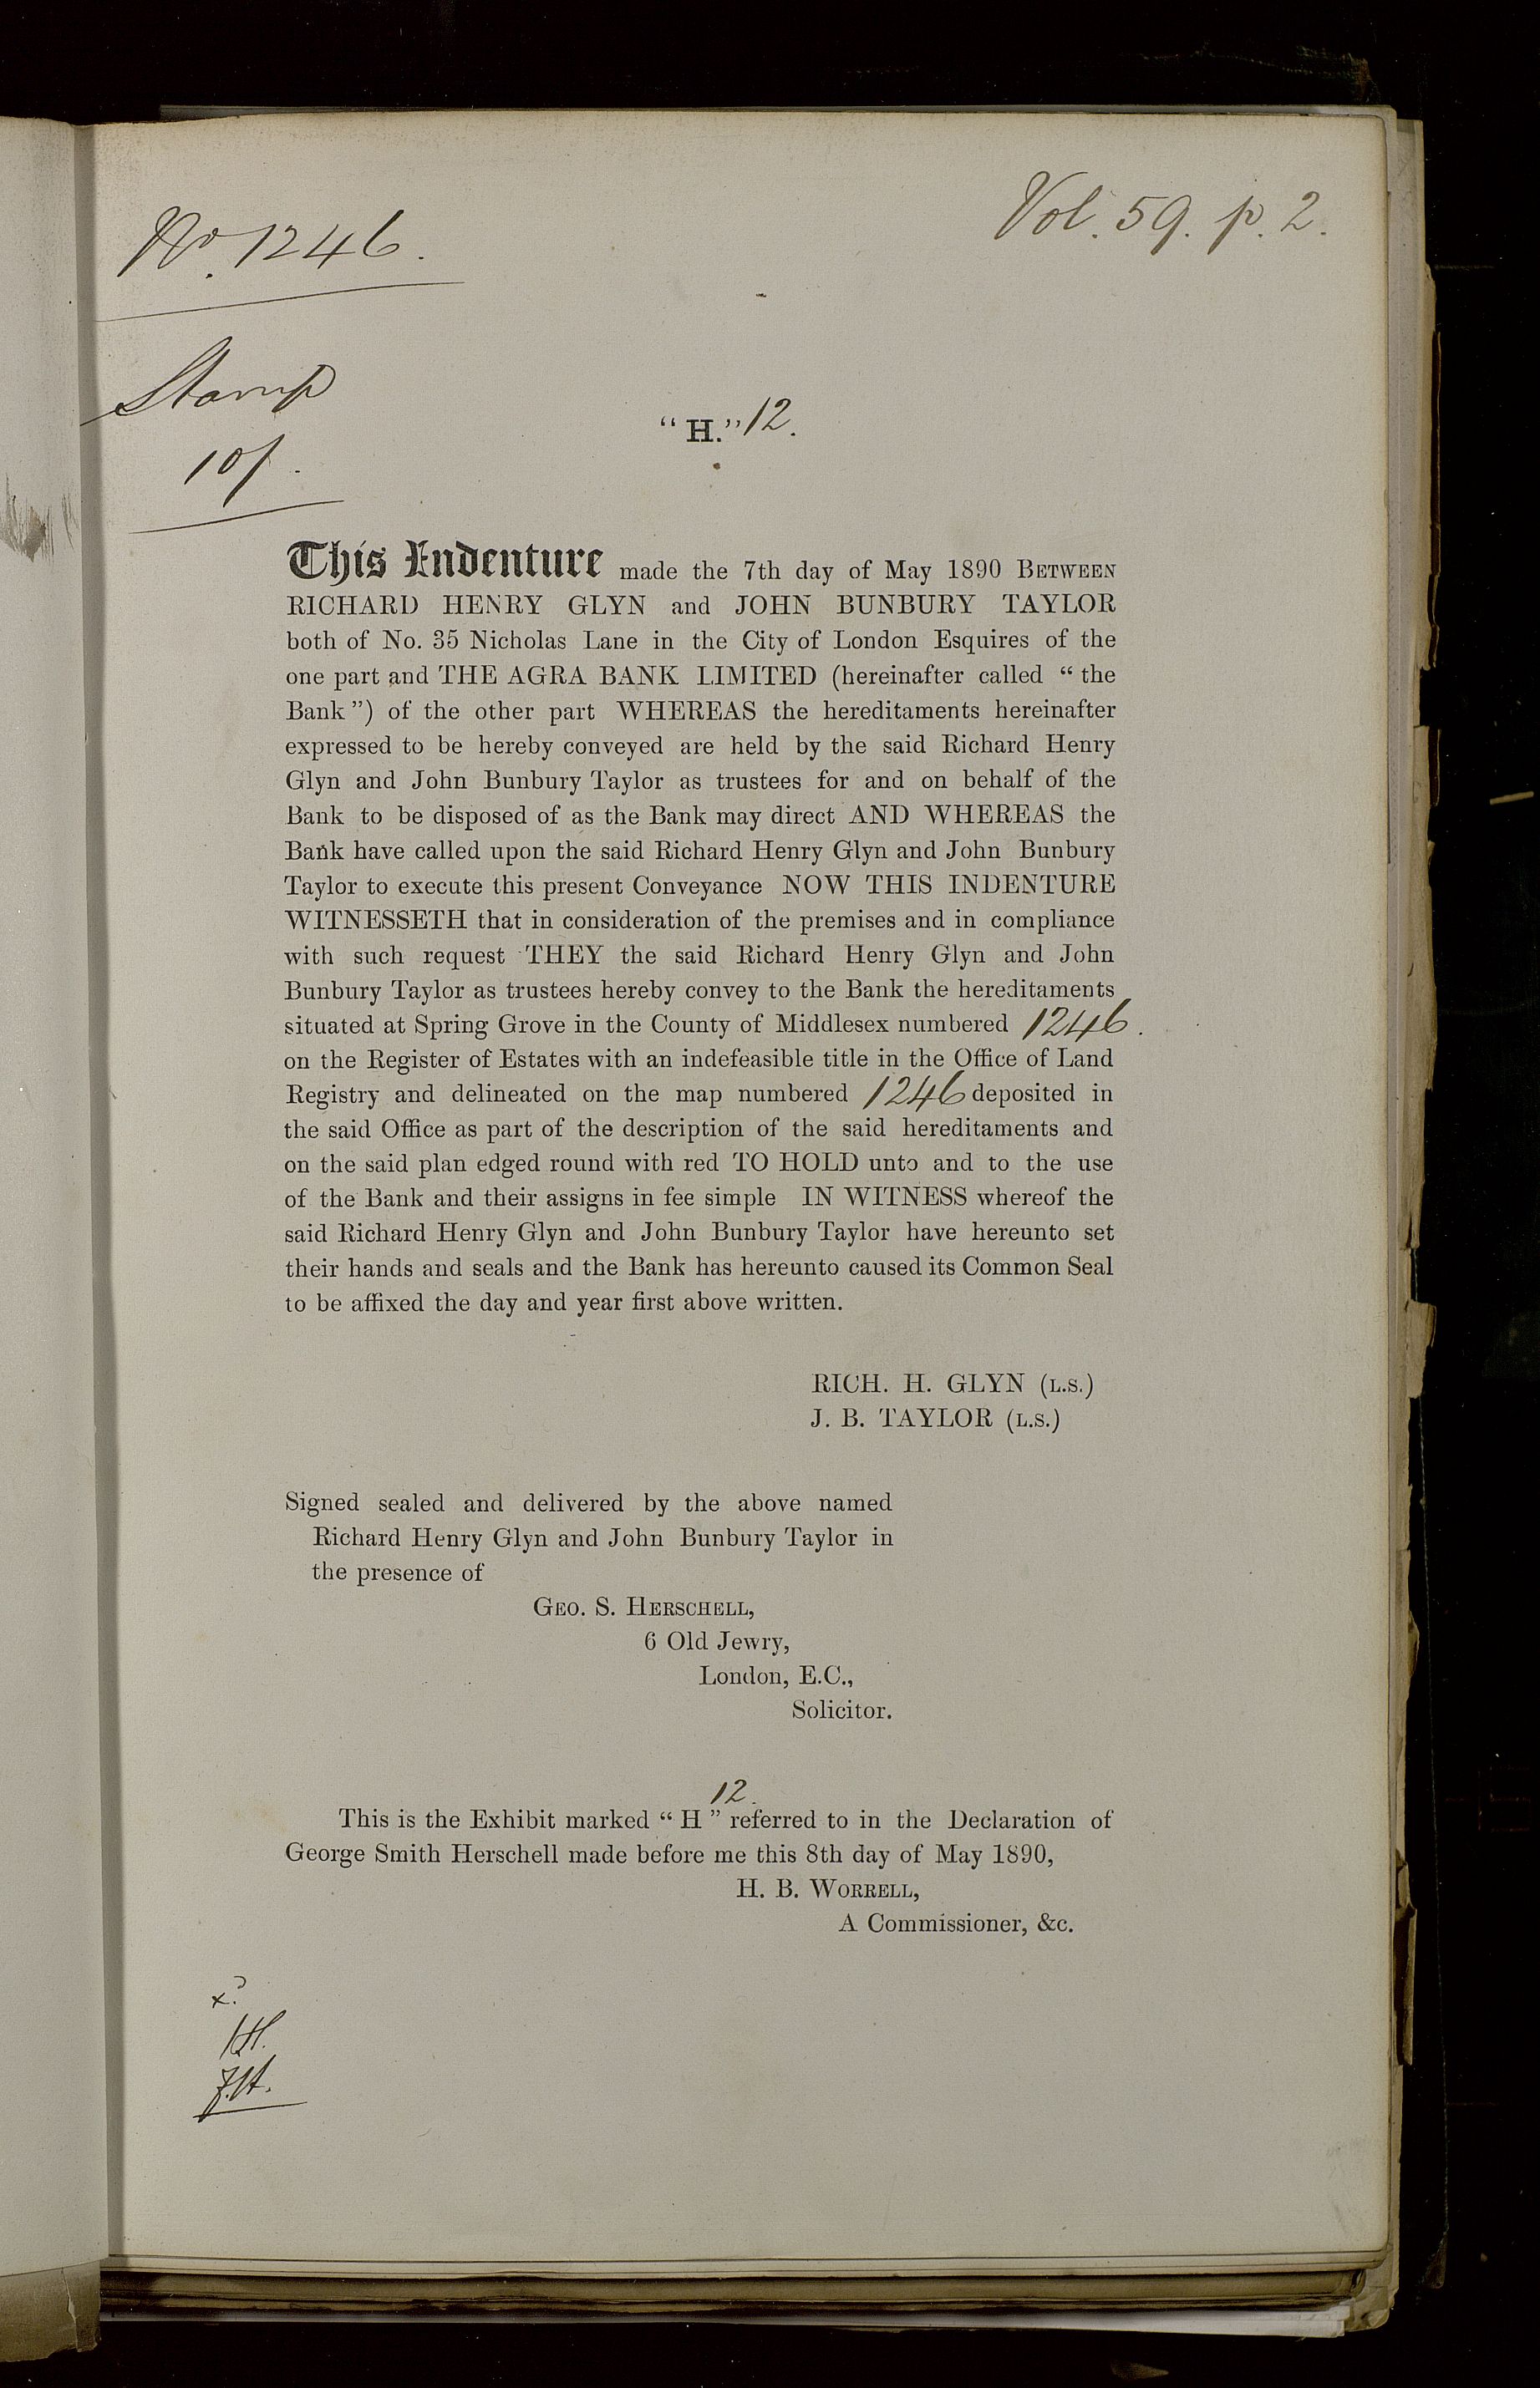 No. 1246.
Vol. 59. p. 2.
Stamp
10/.
"H." 12.
This Indenture made the 7th day of May 1890 BETWEEN
RICHARD HENRY GLYN and JOHN BUNBURY TAYLOR
both of No. 35 Nicholas Lane in the City of London Esquires of the
one part and THE AGRA BANK LIMITED (hereinafter called "the
Bank") of the other part WHEREAS the hereditaments hereinafter
expressed to be hereby conveyed are held by the said Richard Henry
Glyn and John Bunbury Taylor as trustees for and on behalf of the
Bank to be disposed of as the Bank may direct AND WHEREAS the
Bank have called upon the said Richard Henry Glyn and John Bunbury
Taylor to execute this present Conveyance NOW THIS INDENTURE
WITNESSETH that in consideration of the premises and in compliance
with such request THEY the said Richard Henry Glyn and John
Bunbury Taylor as trustees hereby convey to the Bank the hereditaments
situated at Spring Grove in the County of Middlesex numbered 1246.
on the Register of Estates with an indefeasible title in the Office of Land
Registry and delineated on the map numbered 1246 deposited in
the said Office as part of the description of the said hereditaments and
on the said plan edged round with red TO HOLD unto and to the use
of the Bank and their assigns in fee simple IN WITNESS whereof the
said Richard Henry Glyn and John Bunbury Taylor have hereunto set
their hands and seals and the Bank has hereunto caused its Common Seal
to be affixed the day and year first above written.
RICH. H. GLYN (L.S.)
J. B. TAYLOR (L.S.)
Signed sealed and delivered by the above named
Richard Henry Glyn and John Bunbury Taylor in
the presence of
GEO. S. HERSCHELL,
6 Old Jewry,
London, E.C.,
Solicitor.
12.
This is the Exhibit marked "H" referred to in the Declaration of
George Smith Herschell made before me this 8th day of May 1890,
H. B. WORRELL,
A Commissioner, &c.